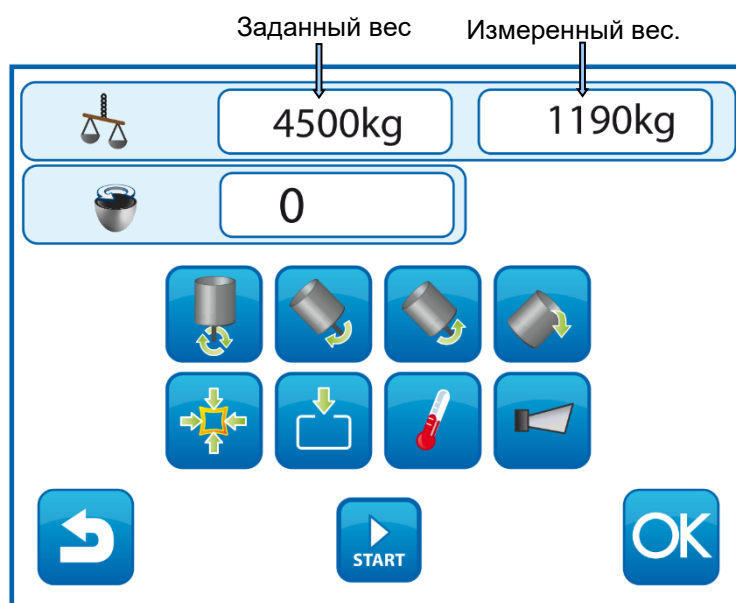 Заданный вес
Измеренный вес.
4500kg
1190kg
0
START
OK